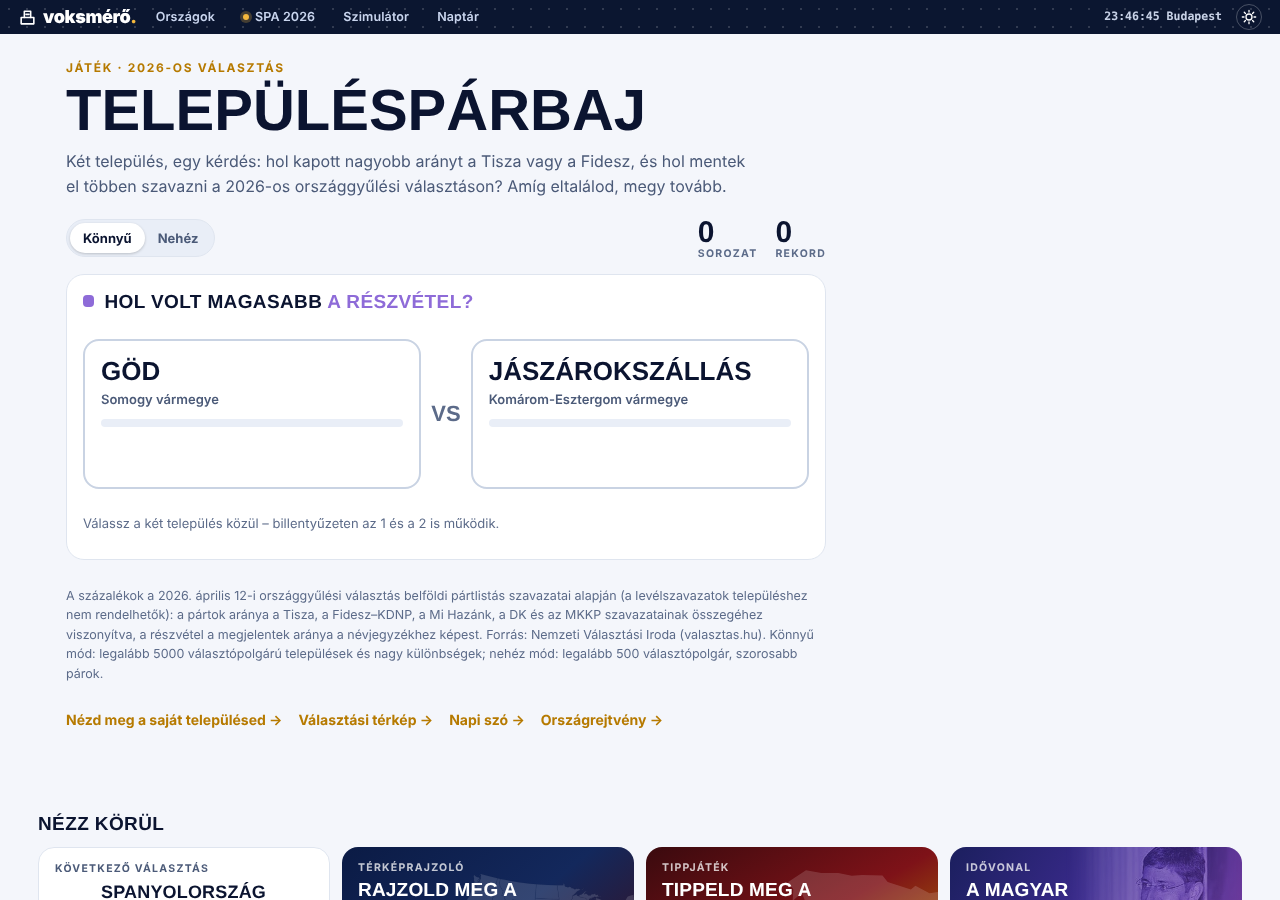 voksmérő.
Országok
SPA 2026
Szimulátor
Naptár
23:46:45 Budapest
JÁTÉK · 2026-OS VÁLASZTÁS
TELEPÜLÉSPÁRBAJ
Két település, egy kérdés: hol kapott nagyobb arányt a Tisza vagy a Fidesz, és hol mentek
el többen szavazni a 2026-os országgyűlési választáson? Amíg eltalálod, megy tovább.
Könnyű
Nehéz
0
SOROZAT
0
REKORD
HOL VOLT MAGASABB A RÉSZVÉTEL?
GÖD
Somogy vármegye
VS
JÁSZÁROKSZÁLLÁS
Komárom-Esztergom vármegye
Válassz a két település közül – billentyűzeten az 1 és a 2 is működik.
A százalékok a 2026. április 12-i országgyűlési választás belföldi pártlistás szavazatai alapján (a levélszavazatok településhez
nem rendelhetők): a pártok aránya a Tisza, a Fidesz–KDNP, a Mi Hazánk, a DK és az MKKP szavazatainak összegéhez
viszonyítva, a részvétel a megjelentek aránya a névjegyzékhez képest. Forrás: Nemzeti Választási Iroda (valasztas.hu). Könnyű
mód: legalább 5000 választópolgárú települések és nagy különbségek; nehéz mód: legalább 500 választópolgár, szorosabb
párok.
Nézd meg a saját településed →
Választási térkép →
Napi szó →
Országrejtvény →
NÉZZ KÖRÜL
KÖVETKEZŐ VÁLASZTÁS
SPANYOLORSZÁG
TÉRKÉPRAJZOLÓ
RAJZOLD MEG A
TIPPJÁTÉK
TIPPELD MEG A
IDŐVONAL
A MAGYAR